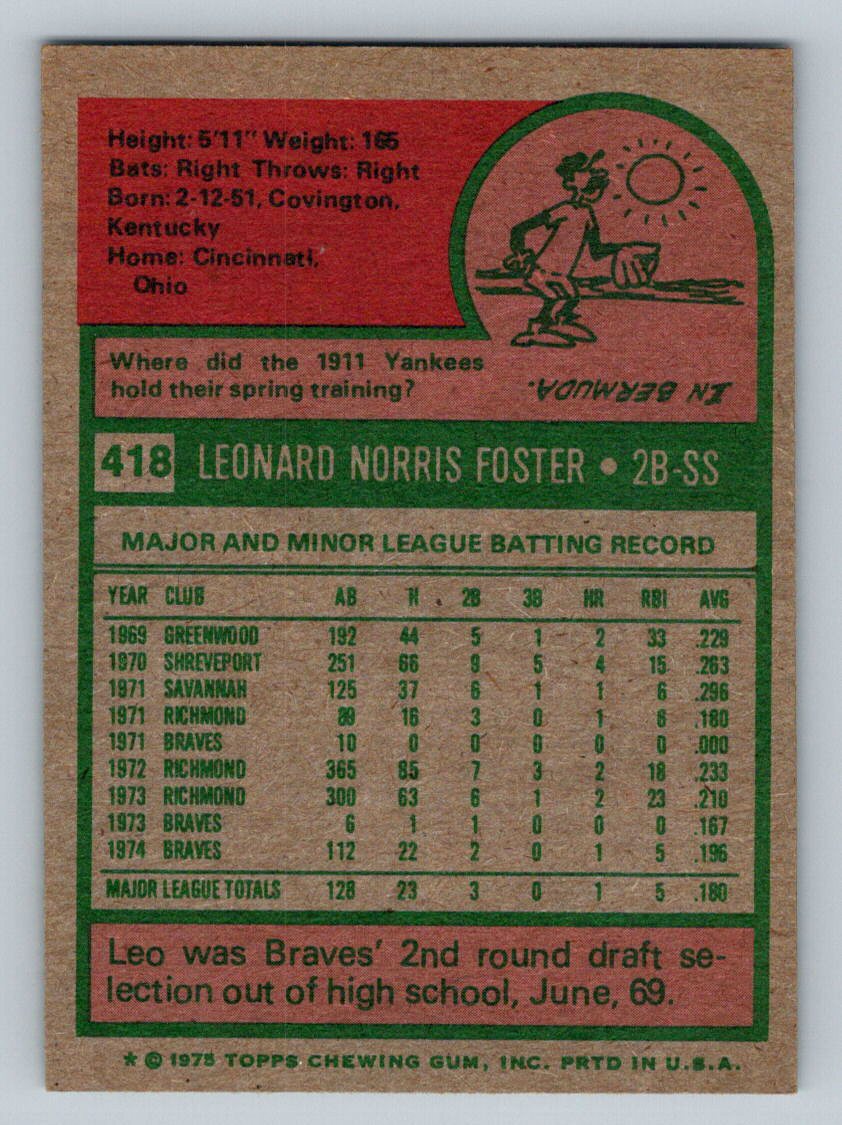 Height: 5'11" Weight: 165
Bats: Right Throws: Right
Born: 2-12-51, Covington,
Kentucky
Home: Cincinnati,
Ohio
Where did the 1911 Yankees
hold their spring training?
IN BERMUDA.
418 LEONARD NORRIS FOSTER • 2B-SS
MAJOR AND MINOR LEAGUE BATTING RECORD
YEAR CLUB AB H 2B 3B HR RBI AVG
1969 GREENWOOD 192 44 5 1 2 33 .229
1970 SHREVEPORT 251 66 9 5 4 15 .263
1971 SAVANNAH 125 37 6 1 1 6 .296
1971 RICHMOND 89 16 3 0 1 8 .180
1971 BRAVES 10 0 0 0 0 0 .000
1972 RICHMOND 365 85 7 3 2 18 .233
1973 RICHMOND 300 63 6 1 2 23 .210
1973 BRAVES 6 1 1 0 0 0 .167
1974 BRAVES 112 22 2 0 1 5 .196
MAJOR LEAGUE TOTALS 128 23 3 0 1 5 .180
Leo was Braves' 2nd round draft se-
lection out of high school, June, 69.
* © 1975 TOPPS CHEWING GUM, INC. PRTD IN U.S.A.